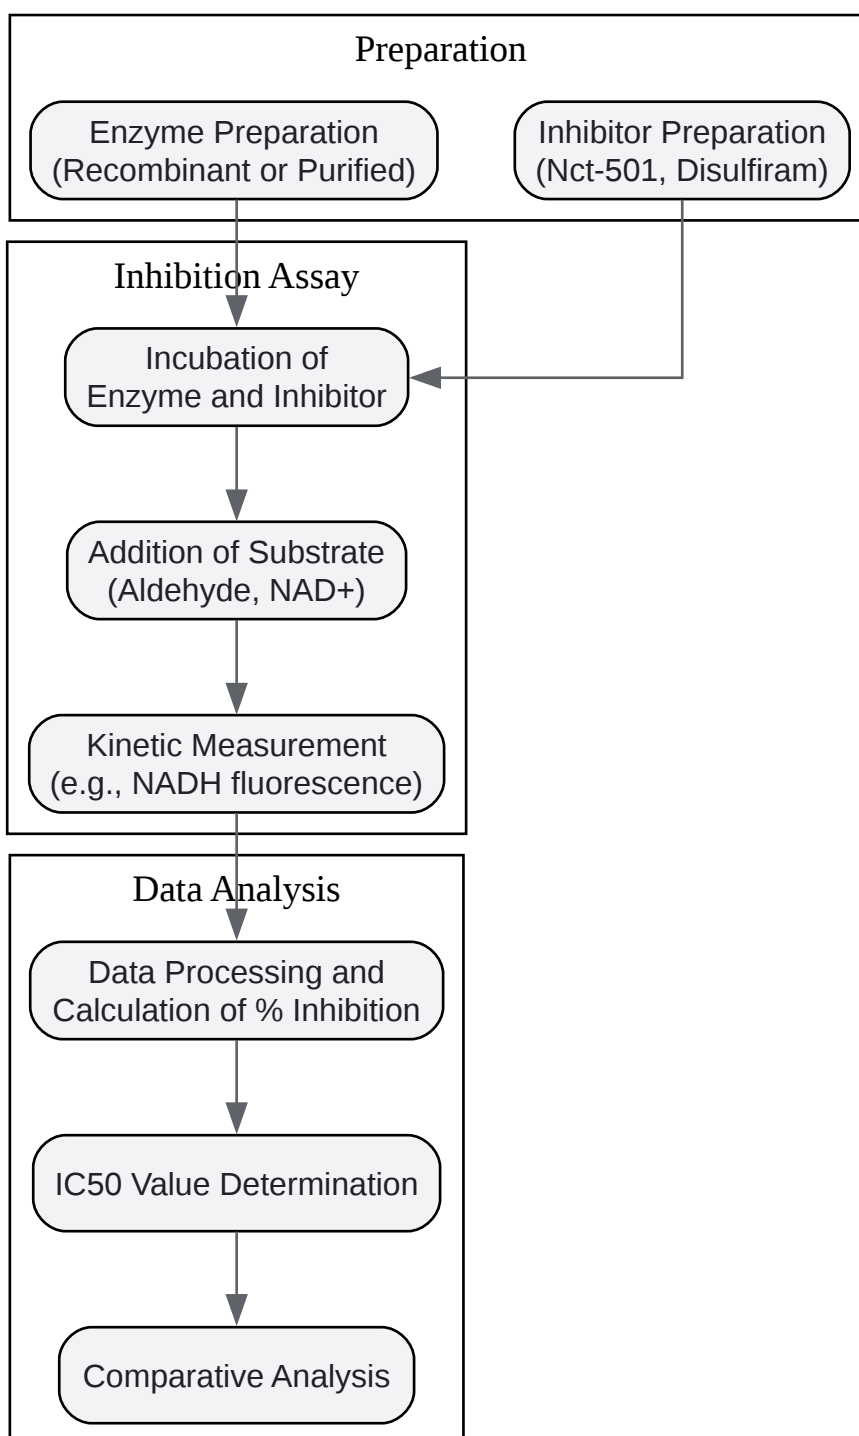 Preparation
Enzyme Preparation
(Recombinant or Purified)
Inhibitor Preparation
(Nct-501, Disulfiram)
Inhibition Assay
Incubation of
Enzyme and Inhibitor
Addition of Substrate
(Aldehyde, NAD+)
Kinetic Measurement
(e.g., NADH fluorescence)
Data Analysis
Data Processing and
Calculation of % Inhibition
IC50 Value Determination
Comparative Analysis